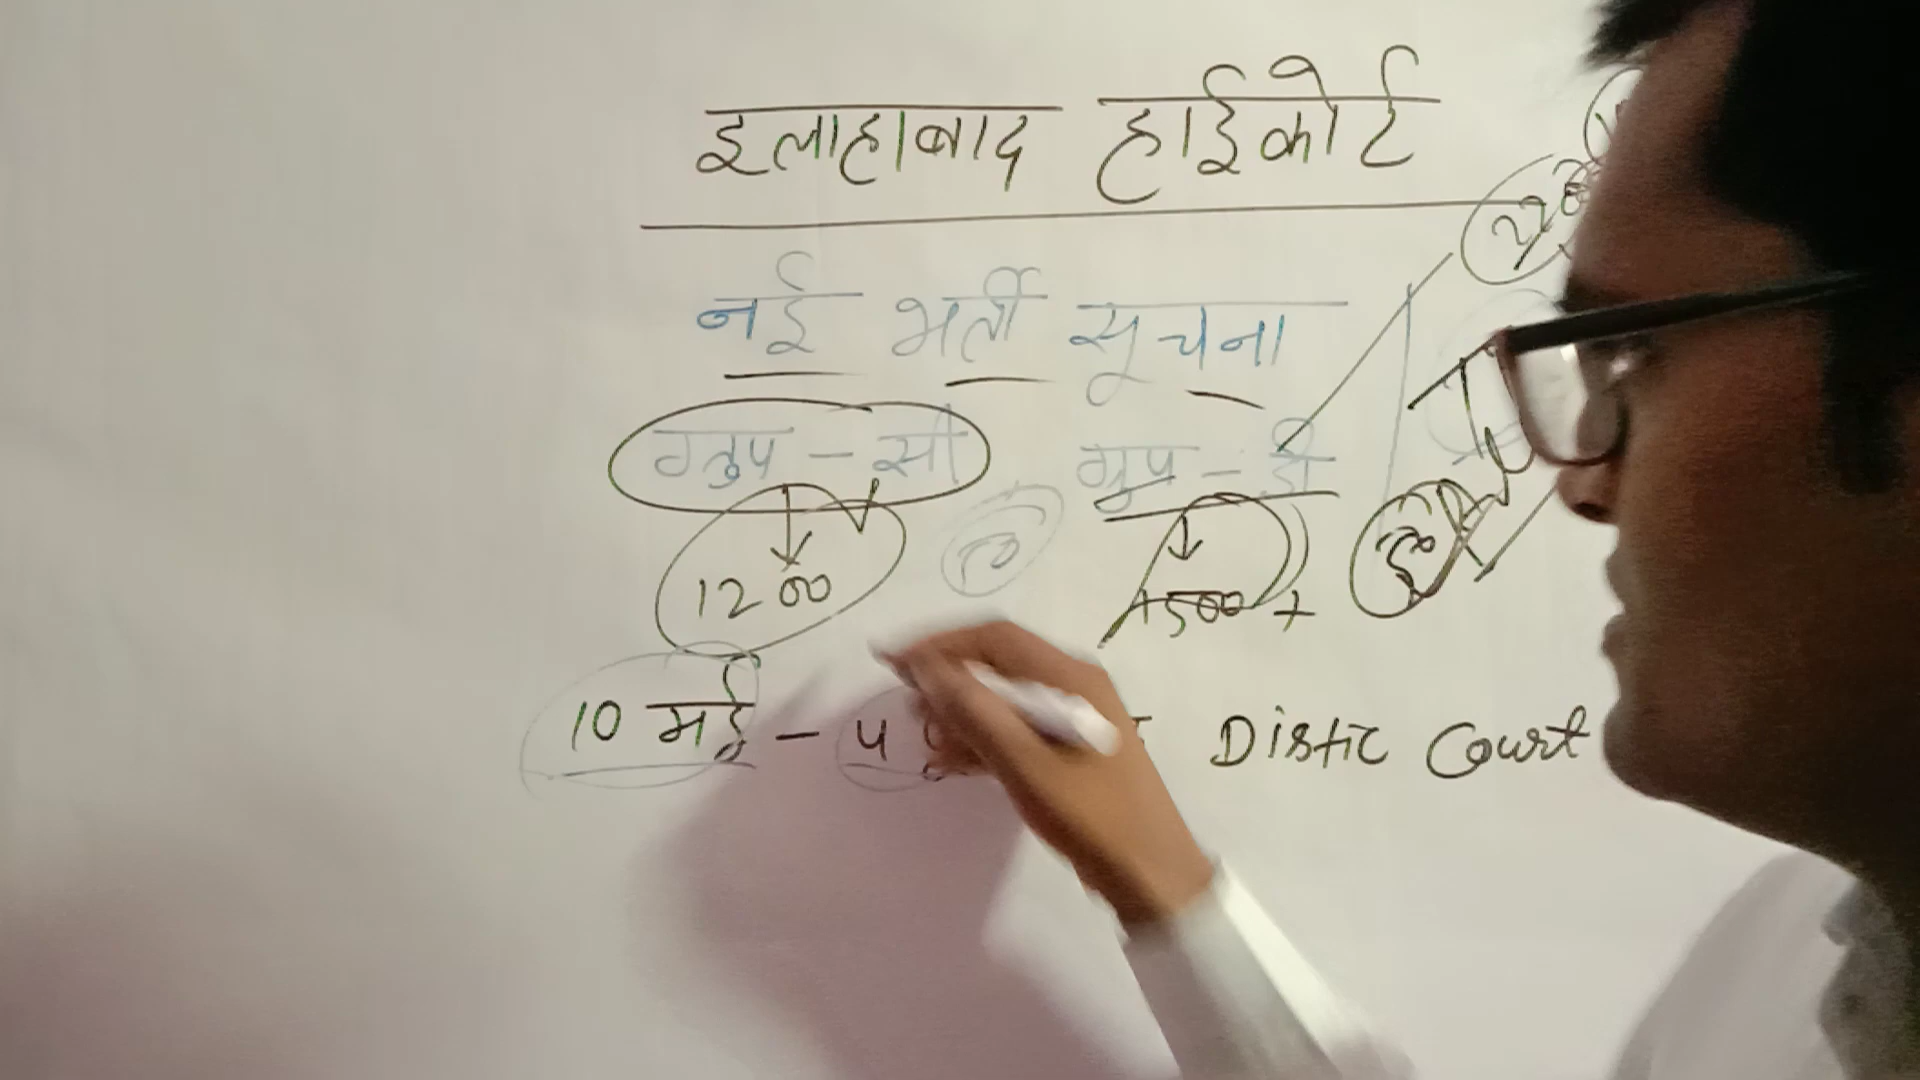 इलाहाबाद हाईकोर्ट
नई भर्ती सूचना
ग्रुप - सी ग्रुप - डी
1200 1500 +
10 मई - 4 Distic Court